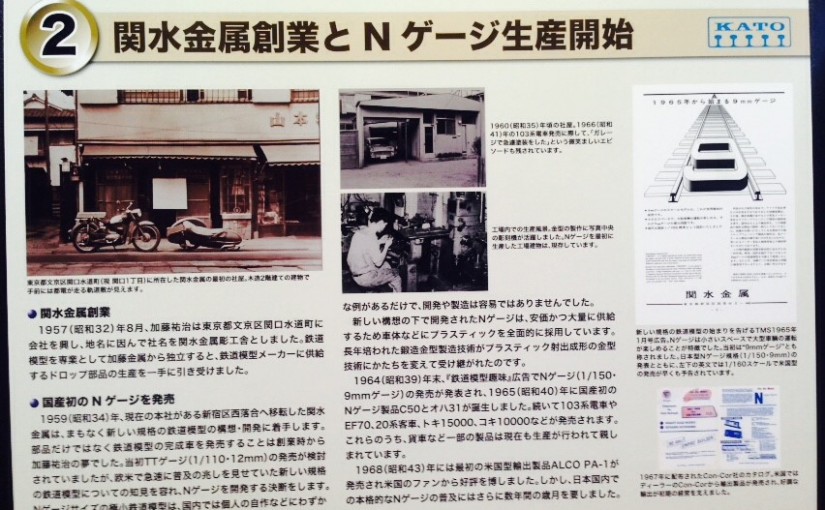 2 関水金属創業とNゲージ生産開始
KATO
東京都文京区関口水道町(現 関口1丁目)に所在した関水金属の最初の社屋。木造2階建ての建物で
手前には都電が走る軌道敷が見えます。
1960(昭和35)年頃の社屋。1966(昭和
41)年の103系電車発売に際して、「ガレー
ジで急遽塗装をした」という微笑ましいエピ
ソードも残されています。
工場内での生産風景。金型の製作に写真中央
の彫刻機が活躍しました。Nゲージを最初に
生産した工場建物は、現存しています。
● 関水金属創業
1957(昭和32)年8月、加藤祐治は東京都文京区関口水道町に
会社を興し、地名に因んで社名を関水金属彫工舎としました。鉄道
模型を専業として加藤金属から独立すると、鉄道模型メーカーに供給
するドロップ部品の生産を一手に引き受けました。
● 国産初のNゲージを発売
1959(昭和34)年、現在の本社がある新宿区西落合へ移転した関水
金属は、まもなく新しい規格の鉄道模型の構想・開発に着手します。
部品だけではなく鉄道模型の完成車を発売することは創業時から
加藤祐治の夢でした。当初TTゲージ(1/110-12mm)の発売が検討
されていましたが、欧米で急速に普及の兆しを見せていた新しい規格
の鉄道模型についての知見を容れ、Nゲージを開発する決断をします。
Nゲージサイズの極小鉄道模型は、国内では個人の自作などにわずか
な例があるだけで、開発や製造は容易ではありませんでした。
新しい構想の下で開発されたNゲージは、安価かつ大量に供給
するため車体などにプラスティックを全面的に採用しています。
長年培われた鍛造金型製造技術がプラスティック射出成形の金型
技術にかたちを変えて受け継がれたのです。
1964(昭和39)年末、『鉄道模型趣味』広告でNゲージ(1/150・
9mmゲージ)の発売が発表され、1965(昭和40)年に国産初の
Nゲージ製品C50とオハ31が誕生しました。続いて103系電車や
EF70、20系客車、トキ15000、コキ10000などが発売されます。
これらのうち、貨車など一部の製品は現在も生産が行われて親し
まれています。
1968(昭和43)年には最初の米国型輸出製品ALCO PA-1が
発売され米国のファンから好評を博しました。しかし、日本国内で
の本格的なNゲージの普及にはさらに数年間の歳月を要しました。
1965年から始まる9mmゲージ
関水金属
新しい規格の鉄道模型の始まりを告げるTMS1965年
1月号広告。Nゲージは小さいスペースで大型車輛の運転
が楽しめることが明確でした。当初は"9mmゲージ"とも
称されました。日本型Nゲージ規格(1/150・9mm)の
発表とともに、左下の英文では1/160スケールで米国型
の発売が早くも予告されています。
N
1967年に配布されたCon-Cor社のカタログ。米国では
ディーラーのCon-Corから輸出製品が発売され、好調な
輸出が初期の経営を支えました。